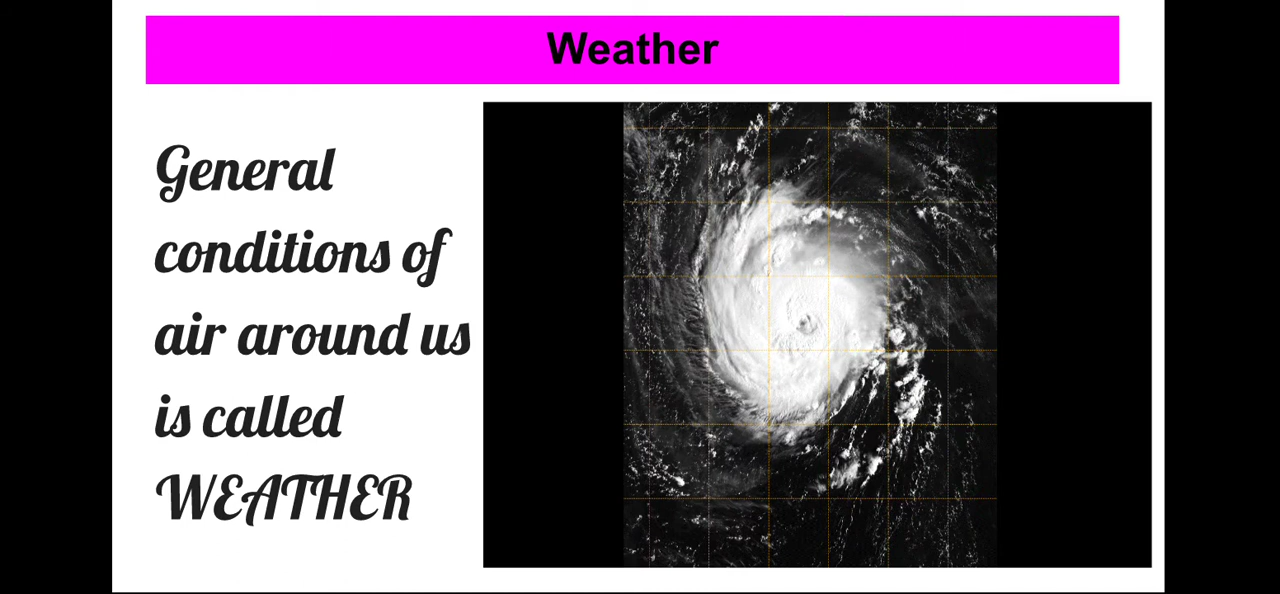 Weather
General
conditions of
air around us
is called
WEATHER